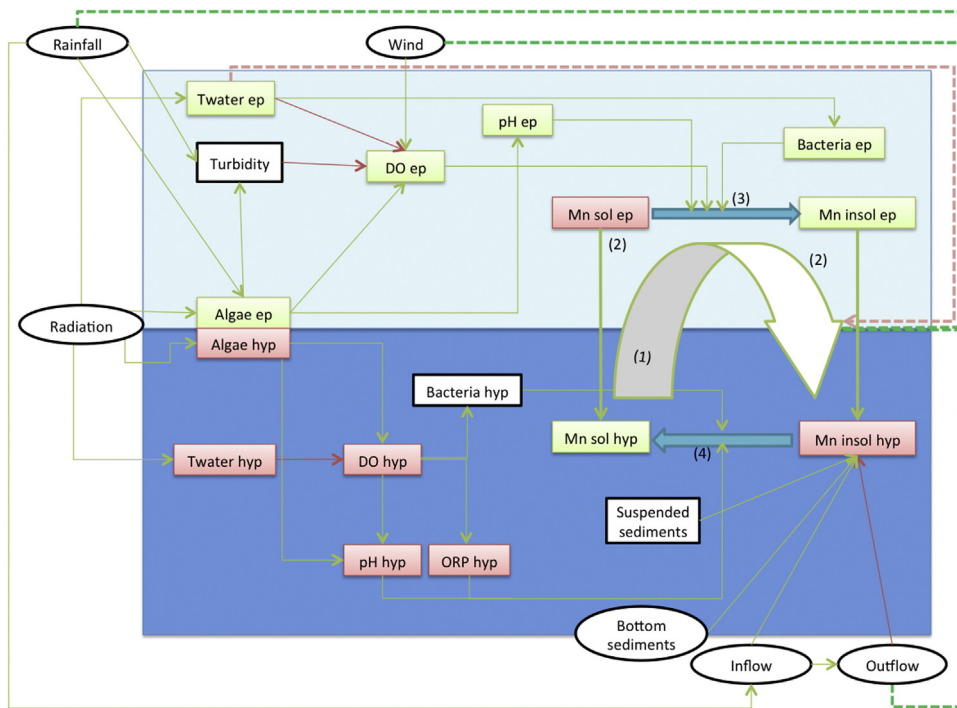 Rainfall
Wind
Twater ep
pH ep
Bacteria ep
Turbidity
DO ep
(3)
Mn sol ep
Mn insol ep
(2)
(2)
Algae ep
Radiation
Algae hyp
(1)
Bacteria hyp
Mn sol hyp
Mn insol hyp
(4)
Twater hyp
DO hyp
Suspended
sediments
pH hyp
ORP hyp
Bottom
sediments
Inflow
Outflow